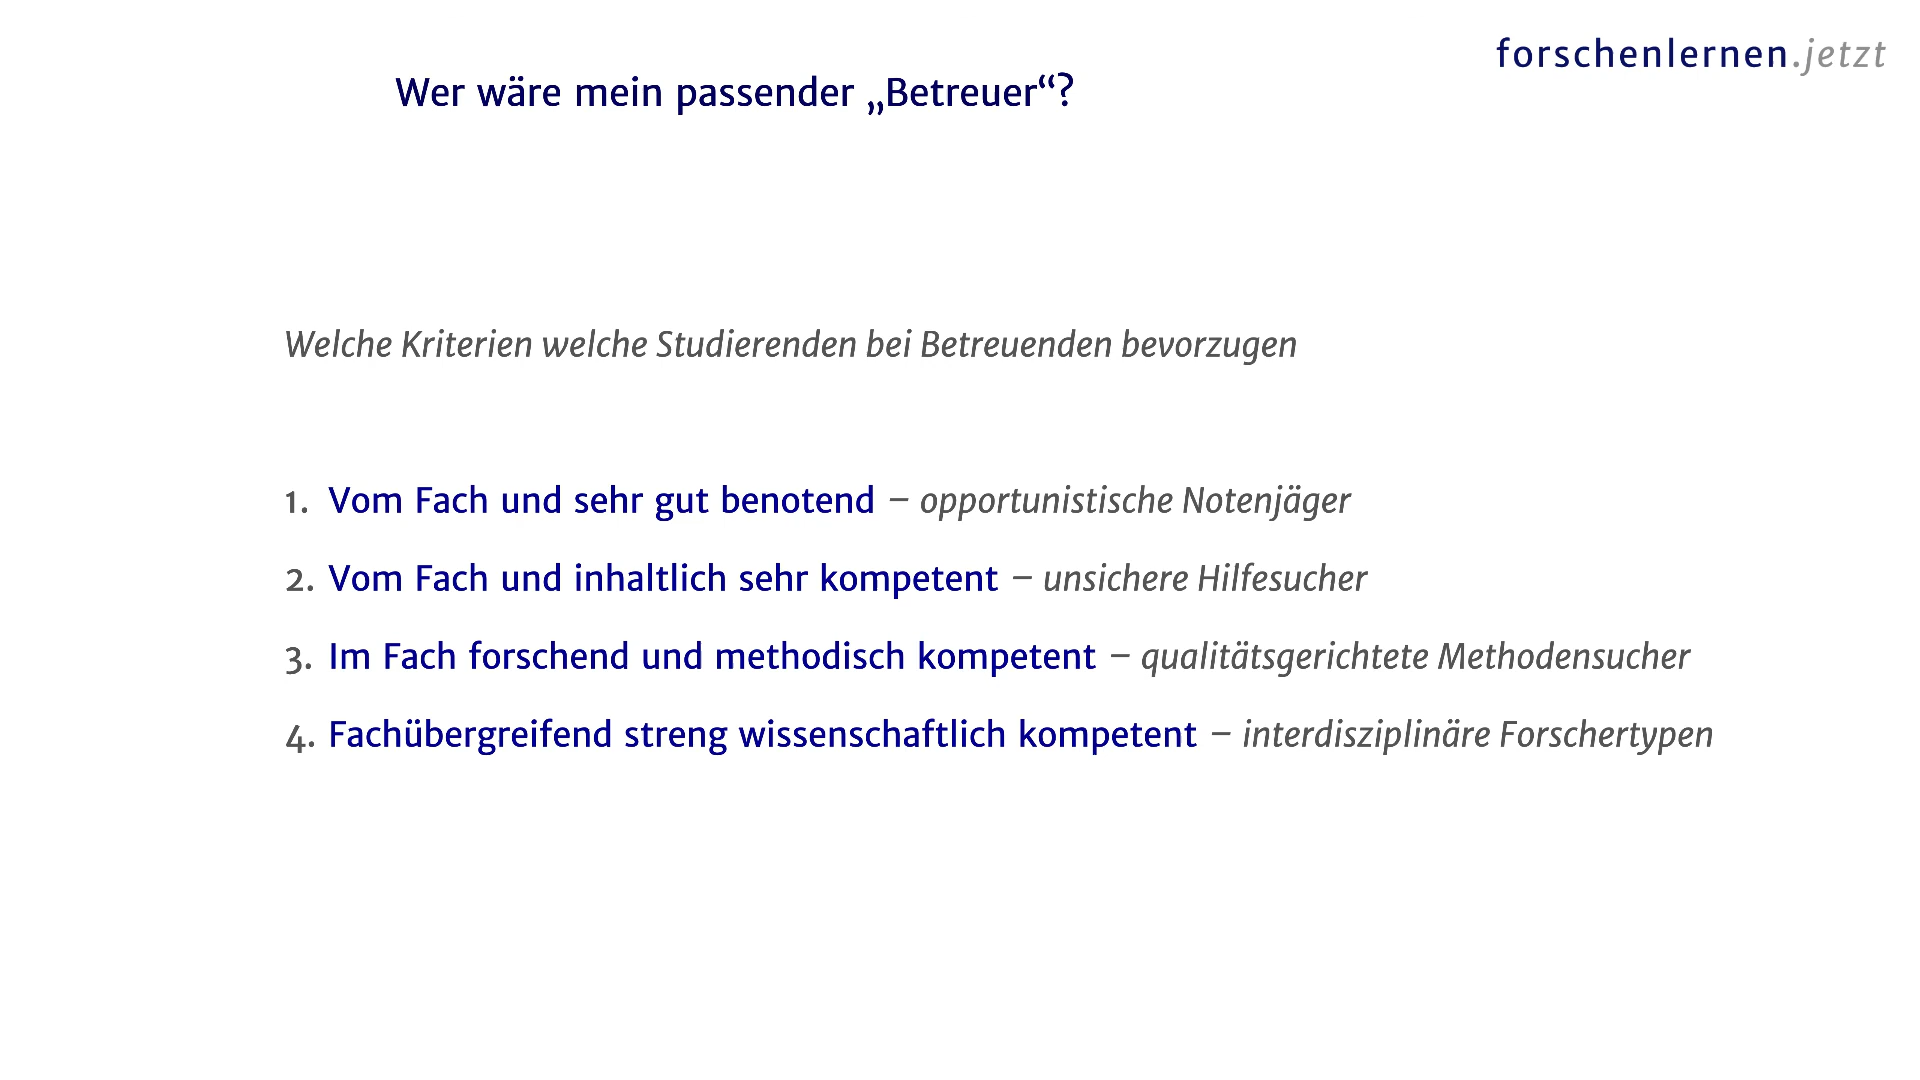 forschenlernen.jetzt
Wer wäre mein passender „Betreuer“?
Welche Kriterien welche Studierenden bei Betreuenden bevorzugen
1. Vom Fach und sehr gut benotend – opportunistische Notenjäger
2. Vom Fach und inhaltlich sehr kompetent – unsichere Hilfesucher
3. Im Fach forschend und methodisch kompetent – qualitätsgerichtete Methodensucher
4. Fachübergreifend streng wissenschaftlich kompetent – interdisziplinäre Forschertypen